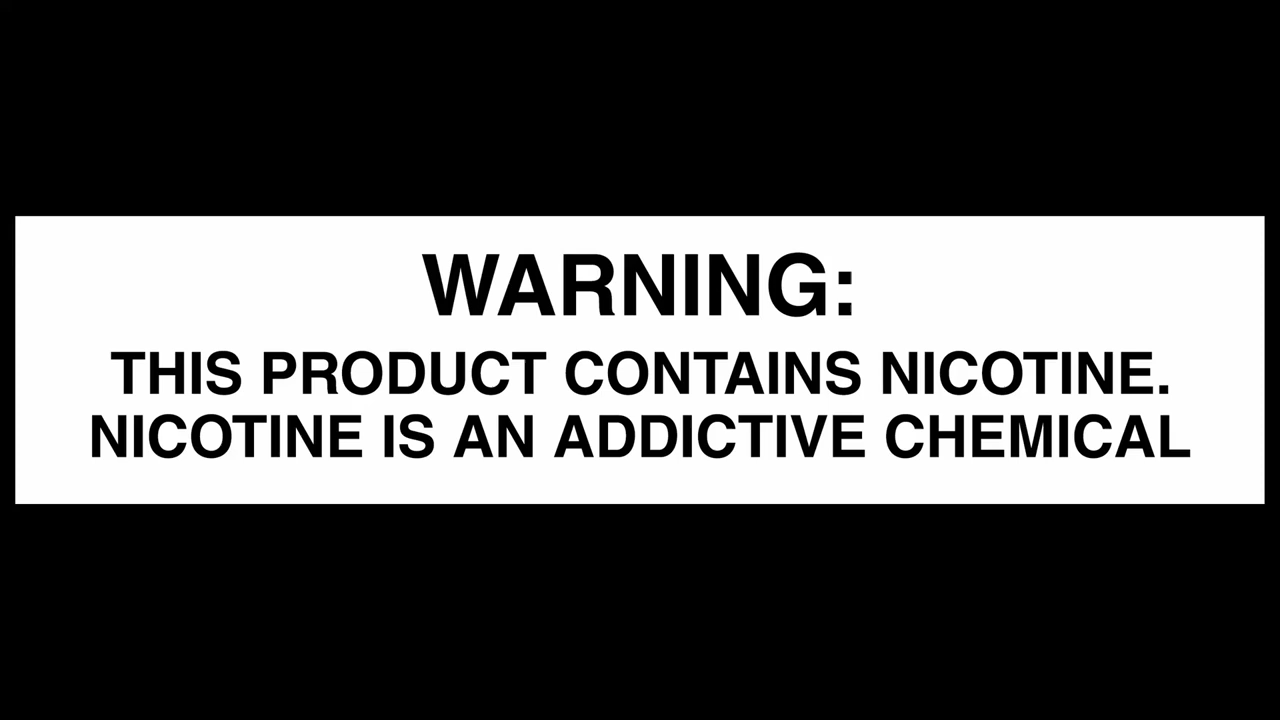 WARNING:
THIS PRODUCT CONTAINS NICOTINE.
NICOTINE IS AN ADDICTIVE CHEMICAL